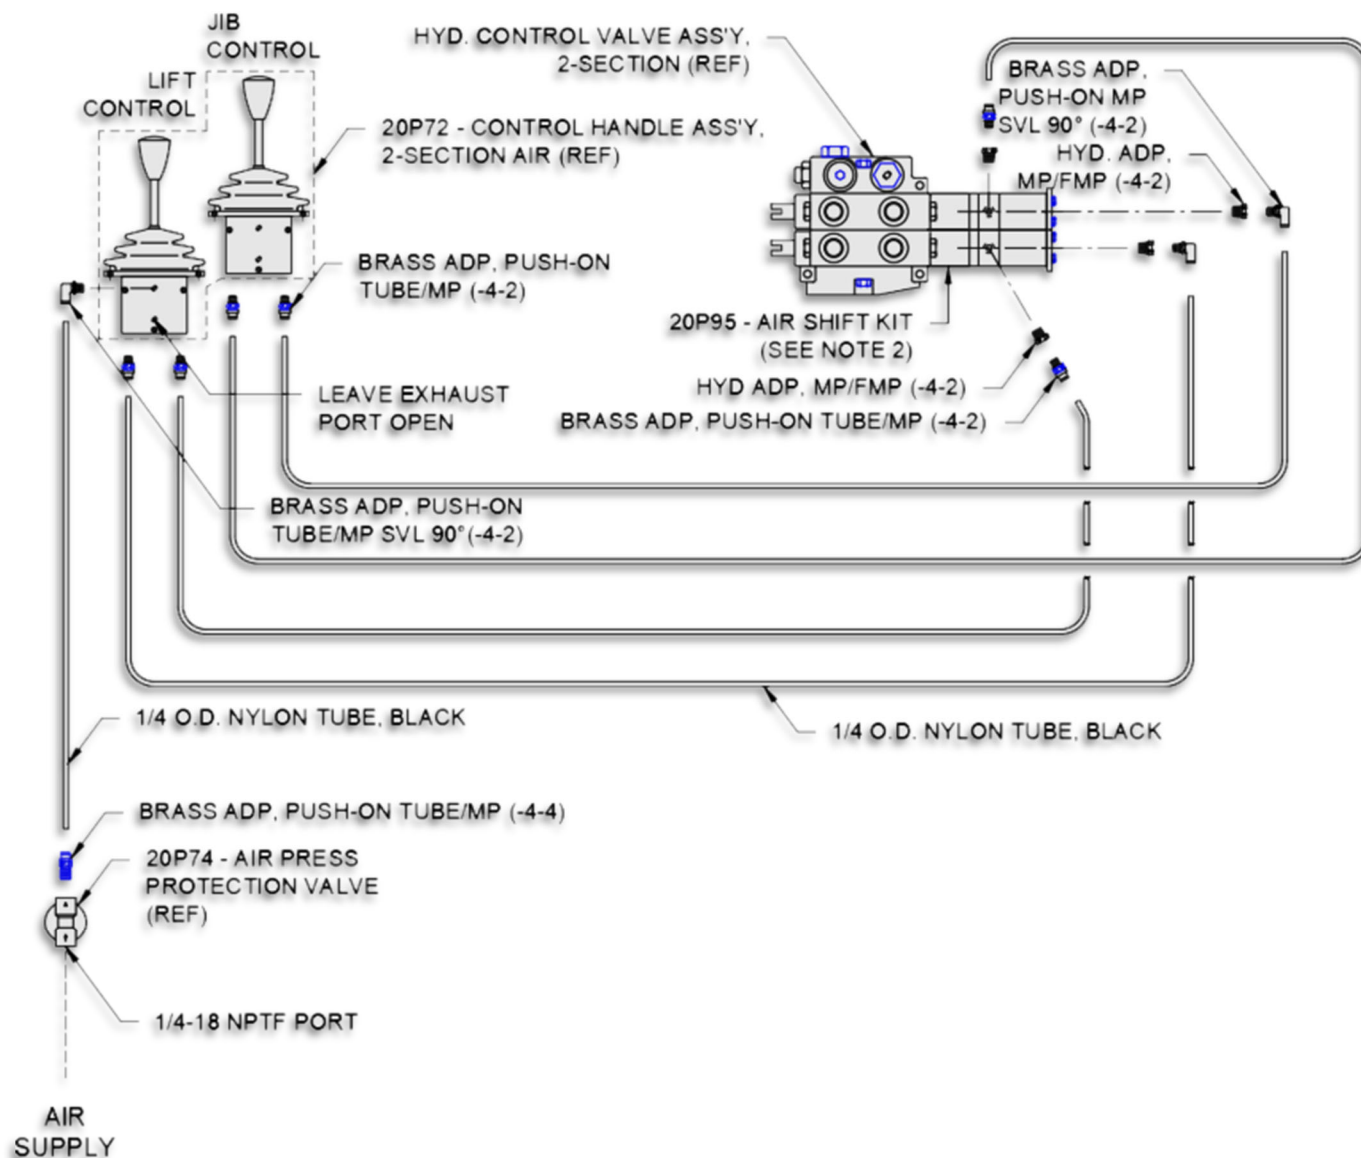 JIB
CONTROL
LIFT
CONTROL
20P72 - CONTROL HANDLE ASS'Y,
2-SECTION AIR (REF)
HYD. CONTROL VALVE ASS'Y,
2-SECTION (REF)
BRASS ADP,
PUSH-ON MP
SVL 90° (-4-2)
HYD. ADP,
MP/FMP (-4-2)
BRASS ADP, PUSH-ON
TUBE/MP (-4-2)
20P95 - AIR SHIFT KIT
(SEE NOTE 2)
HYD ADP, MP/FMP (-4-2)
BRASS ADP, PUSH-ON TUBE/MP (-4-2)
LEAVE EXHAUST
PORT OPEN
BRASS ADP, PUSH-ON
TUBE/MP SVL 90°(-4-2)
1/4 O.D. NYLON TUBE, BLACK
1/4 O.D. NYLON TUBE, BLACK
BRASS ADP, PUSH-ON TUBE/MP (-4-4)
20P74 - AIR PRESS
PROTECTION VALVE
(REF)
1/4-18 NPTF PORT
AIR
SUPPLY